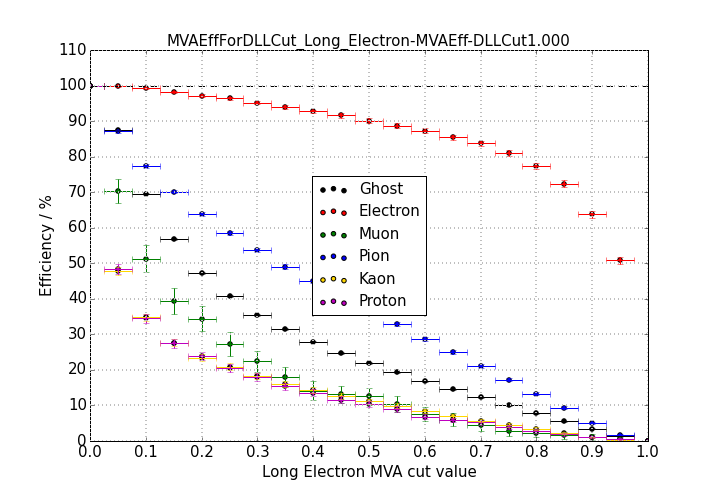 MVAEffForDLLCut_Long_Electron-MVAEff-DLLCut1.000
110
100
90
80
70
60
50
40
30
20
10
0
Efficiency / %
Ghost
Electron
Muon
Pion
Kaon
Proton
0.0 0.1 0.2 0.3 0.4 0.5 0.6 0.7 0.8 0.9 1.0
Long Electron MVA cut value